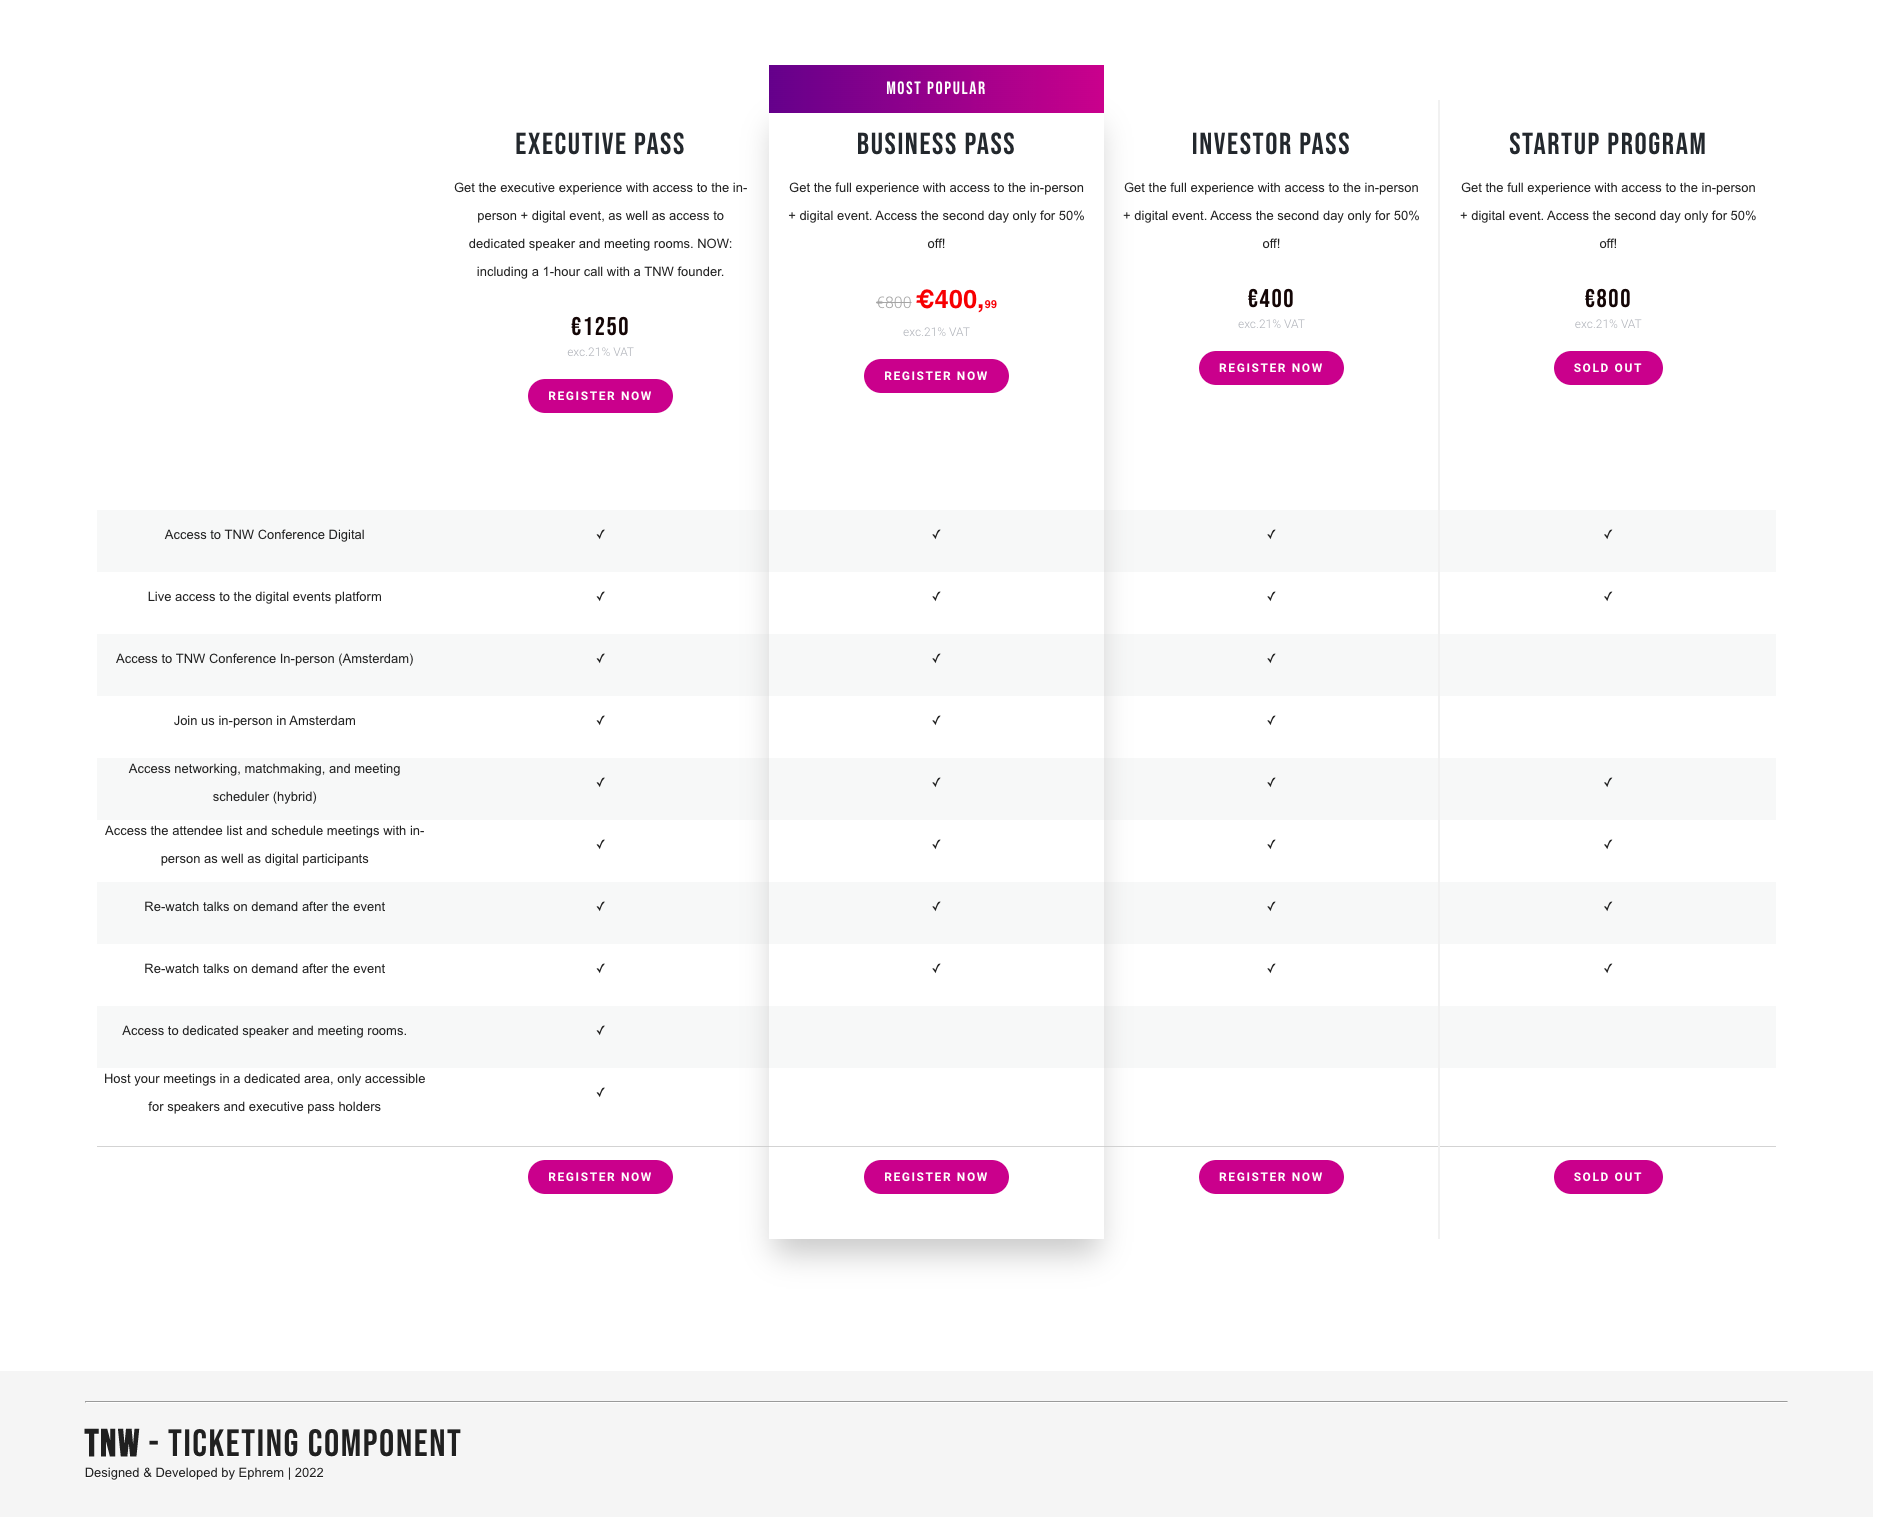 MOST POPULAR
EXECUTIVE PASS
Get the executive experience with access to the in-
person + digital event, as well as access to
dedicated speaker and meeting rooms. NOW:
including a 1-hour call with a TNW founder.
€1250
exc.21% VAT
REGISTER NOW
BUSINESS PASS
Get the full experience with access to the in-person
+ digital event. Access the second day only for 50%
off!
€800 €400,99
exc.21% VAT
REGISTER NOW
INVESTOR PASS
Get the full experience with access to the in-person
+ digital event. Access the second day only for 50%
off!
€400
exc.21% VAT
REGISTER NOW
STARTUP PROGRAM
Get the full experience with access to the in-person
+ digital event. Access the second day only for 50%
off!
€800
exc.21% VAT
SOLD OUT
Access to TNW Conference Digital ✓ ✓ ✓ ✓
Live access to the digital events platform ✓ ✓ ✓ ✓
Access to TNW Conference In-person (Amsterdam) ✓ ✓ ✓
Join us in-person in Amsterdam ✓ ✓ ✓
Access networking, matchmaking, and meeting
scheduler (hybrid) ✓ ✓ ✓ ✓
Access the attendee list and schedule meetings with in-
person as well as digital participants ✓ ✓ ✓ ✓
Re-watch talks on demand after the event ✓ ✓ ✓ ✓
Re-watch talks on demand after the event ✓ ✓ ✓ ✓
Access to dedicated speaker and meeting rooms. ✓
Host your meetings in a dedicated area, only accessible
for speakers and executive pass holders ✓
REGISTER NOW REGISTER NOW REGISTER NOW SOLD OUT
TNW - TICKETING COMPONENT
Designed & Developed by Ephrem | 2022